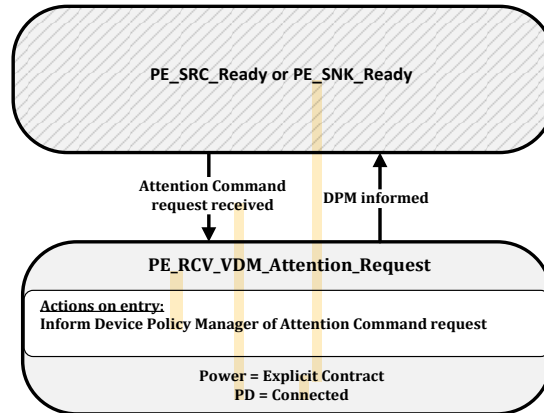 PE_SRC_Ready or PE_SNK_Ready
Attention Command
request received
DPM informed
PE_RCV_VDM_Attention_Request
Actions on entry:
Inform Device Policy Manager of Attention Command request
Power = Explicit Contract
PD = Connected